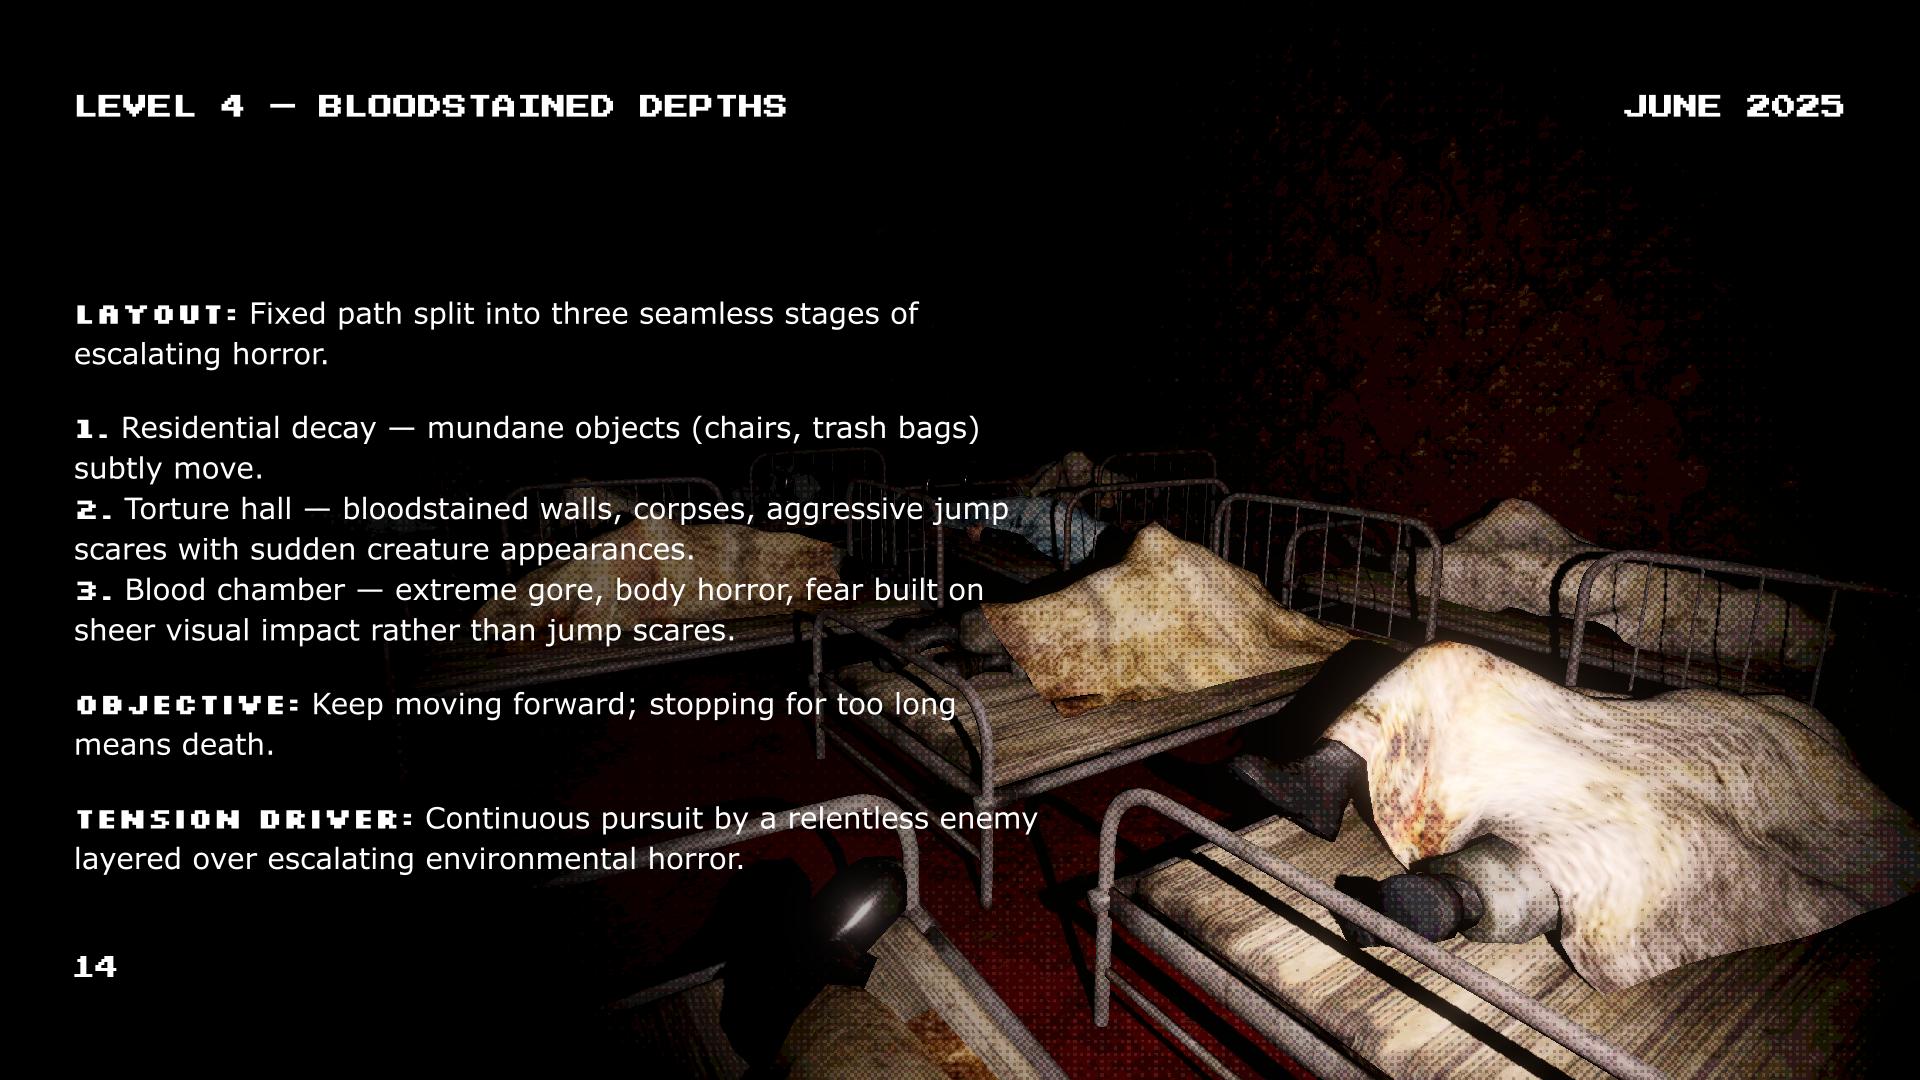 LEVEL 4 — BLOODSTAINED DEPTHS
JUNE 2025
LAYOUT: Fixed path split into three seamless stages of
escalating horror.
1. Residential decay — mundane objects (chairs, trash bags)
subtly move.
2. Torture hall — bloodstained walls, corpses, aggressive jump
scares with sudden creature appearances.
3. Blood chamber — extreme gore, body horror, fear built on
sheer visual impact rather than jump scares.
OBJECTIVE: Keep moving forward; stopping for too long
means death.
TENSION DRIVER: Continuous pursuit by a relentless enemy
layered over escalating environmental horror.
14